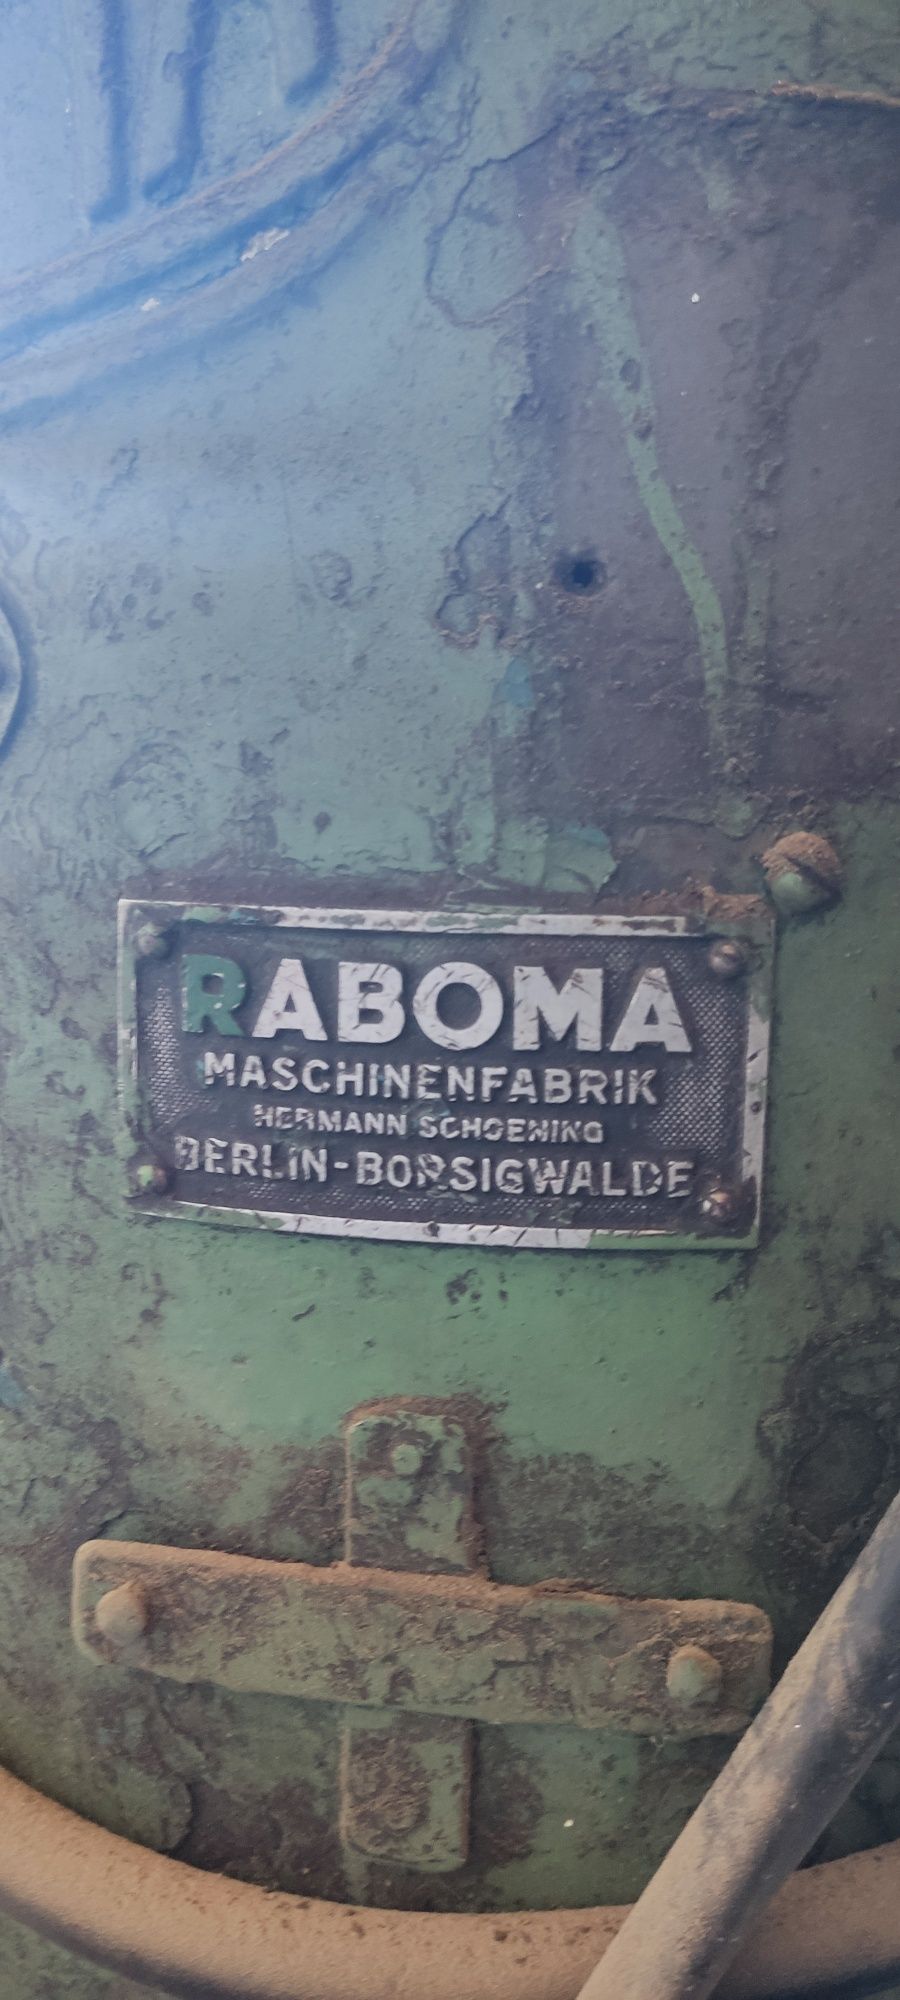 RABOMA
MASCHINENFABRIK
HERMANN SCHOENING
BERLIN-BORSIGWALDE